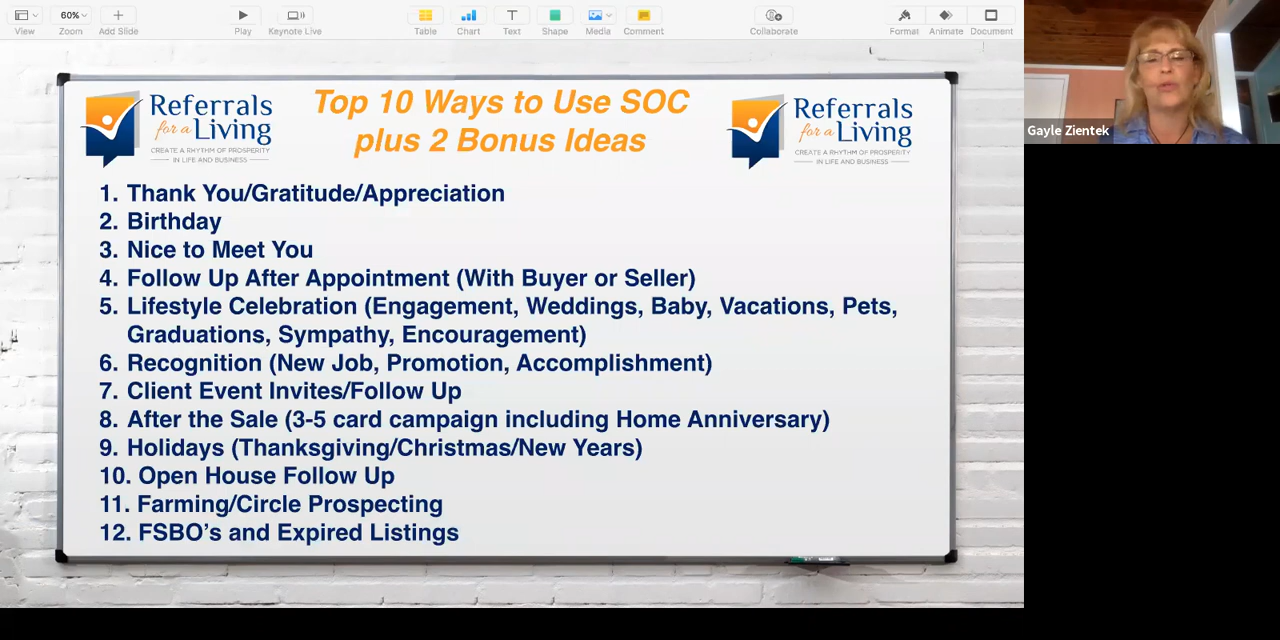 View
60%
Zoom
Add Slide
Play
Keynote Live
Table
Chart
Text
Shape
Media
Comment
Collaborate
Format
Animate
Document
Gayle Zientek
Referrals
for a Living
CREATE A RHYTHM OF PROSPERITY
IN LIFE AND BUSINESS
Top 10 Ways to Use SOC
plus 2 Bonus Ideas
Referrals
for a Living
CREATE A RHYTHM OF PROSPERITY
IN LIFE AND BUSINESS
1. Thank You/Gratitude/Appreciation
2. Birthday
3. Nice to Meet You
4. Follow Up After Appointment (With Buyer or Seller)
5. Lifestyle Celebration (Engagement, Weddings, Baby, Vacations, Pets,
Graduations, Sympathy, Encouragement)
6. Recognition (New Job, Promotion, Accomplishment)
7. Client Event Invites/Follow Up
8. After the Sale (3-5 card campaign including Home Anniversary)
9. Holidays (Thanksgiving/Christmas/New Years)
10. Open House Follow Up
11. Farming/Circle Prospecting
12. FSBO’s and Expired Listings